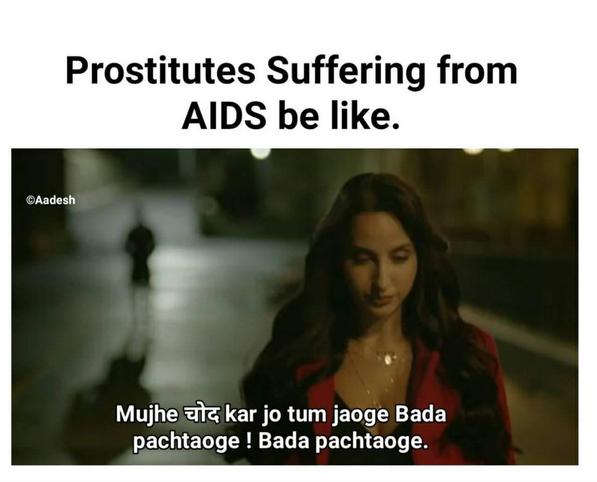 Prostitutes Suffering from
AIDS be like.
©Aadesh
Mujhe चोद kar jo tum jaoge Bada
pachtaoge ! Bada pachtaoge.